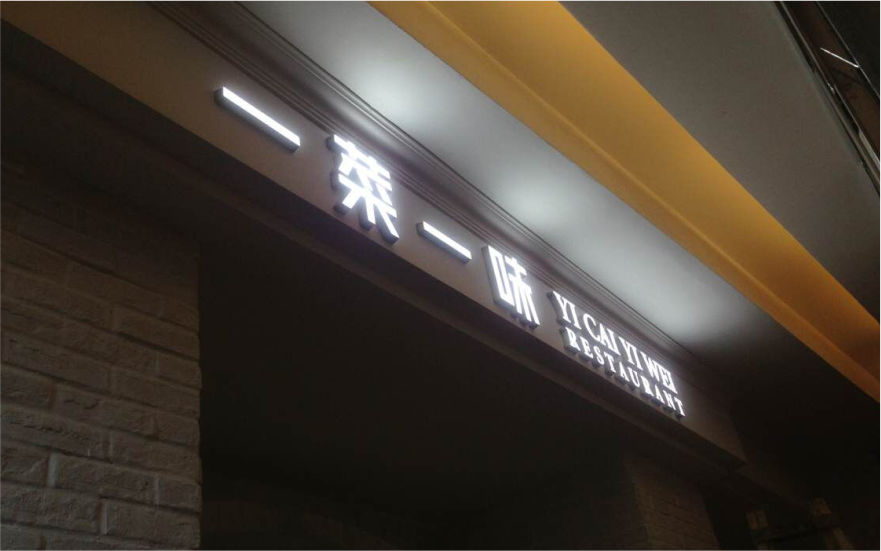 一菜一味
YI CAI YI WEI
RESTAURANT